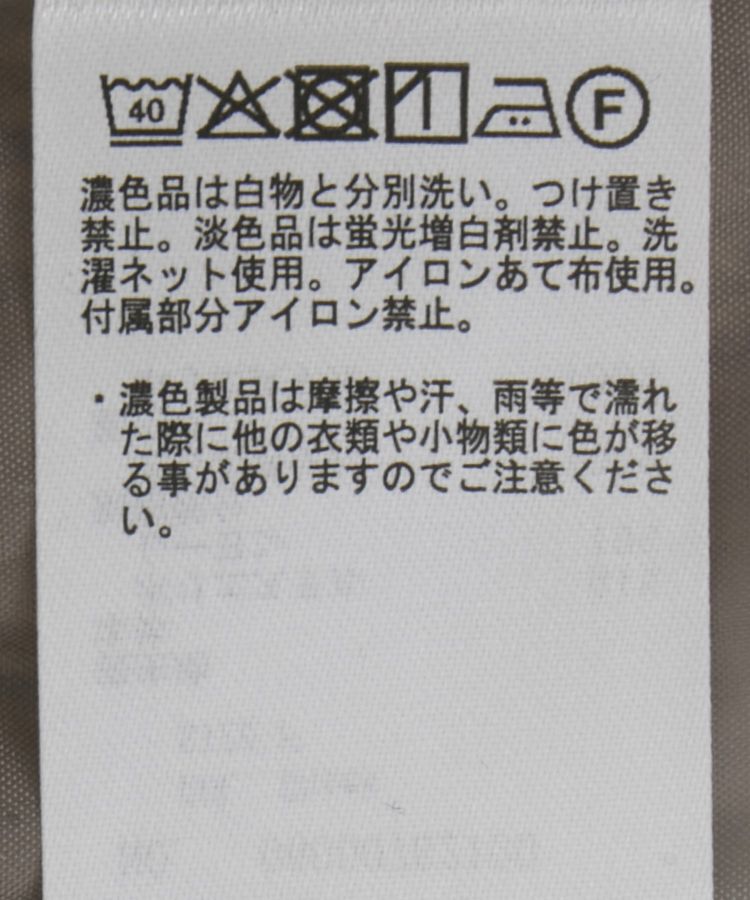 40 F
濃色品は白物と分別洗い。つけ置き
禁止。淡色品は蛍光増白剤禁止。洗
濯ネット使用。アイロンあて布使用。
付属部分アイロン禁止。
・濃色製品は摩擦や汗、雨等で濡れ
た際に他の衣類や小物類に色が移
る事がありますのでご注意くださ
い。